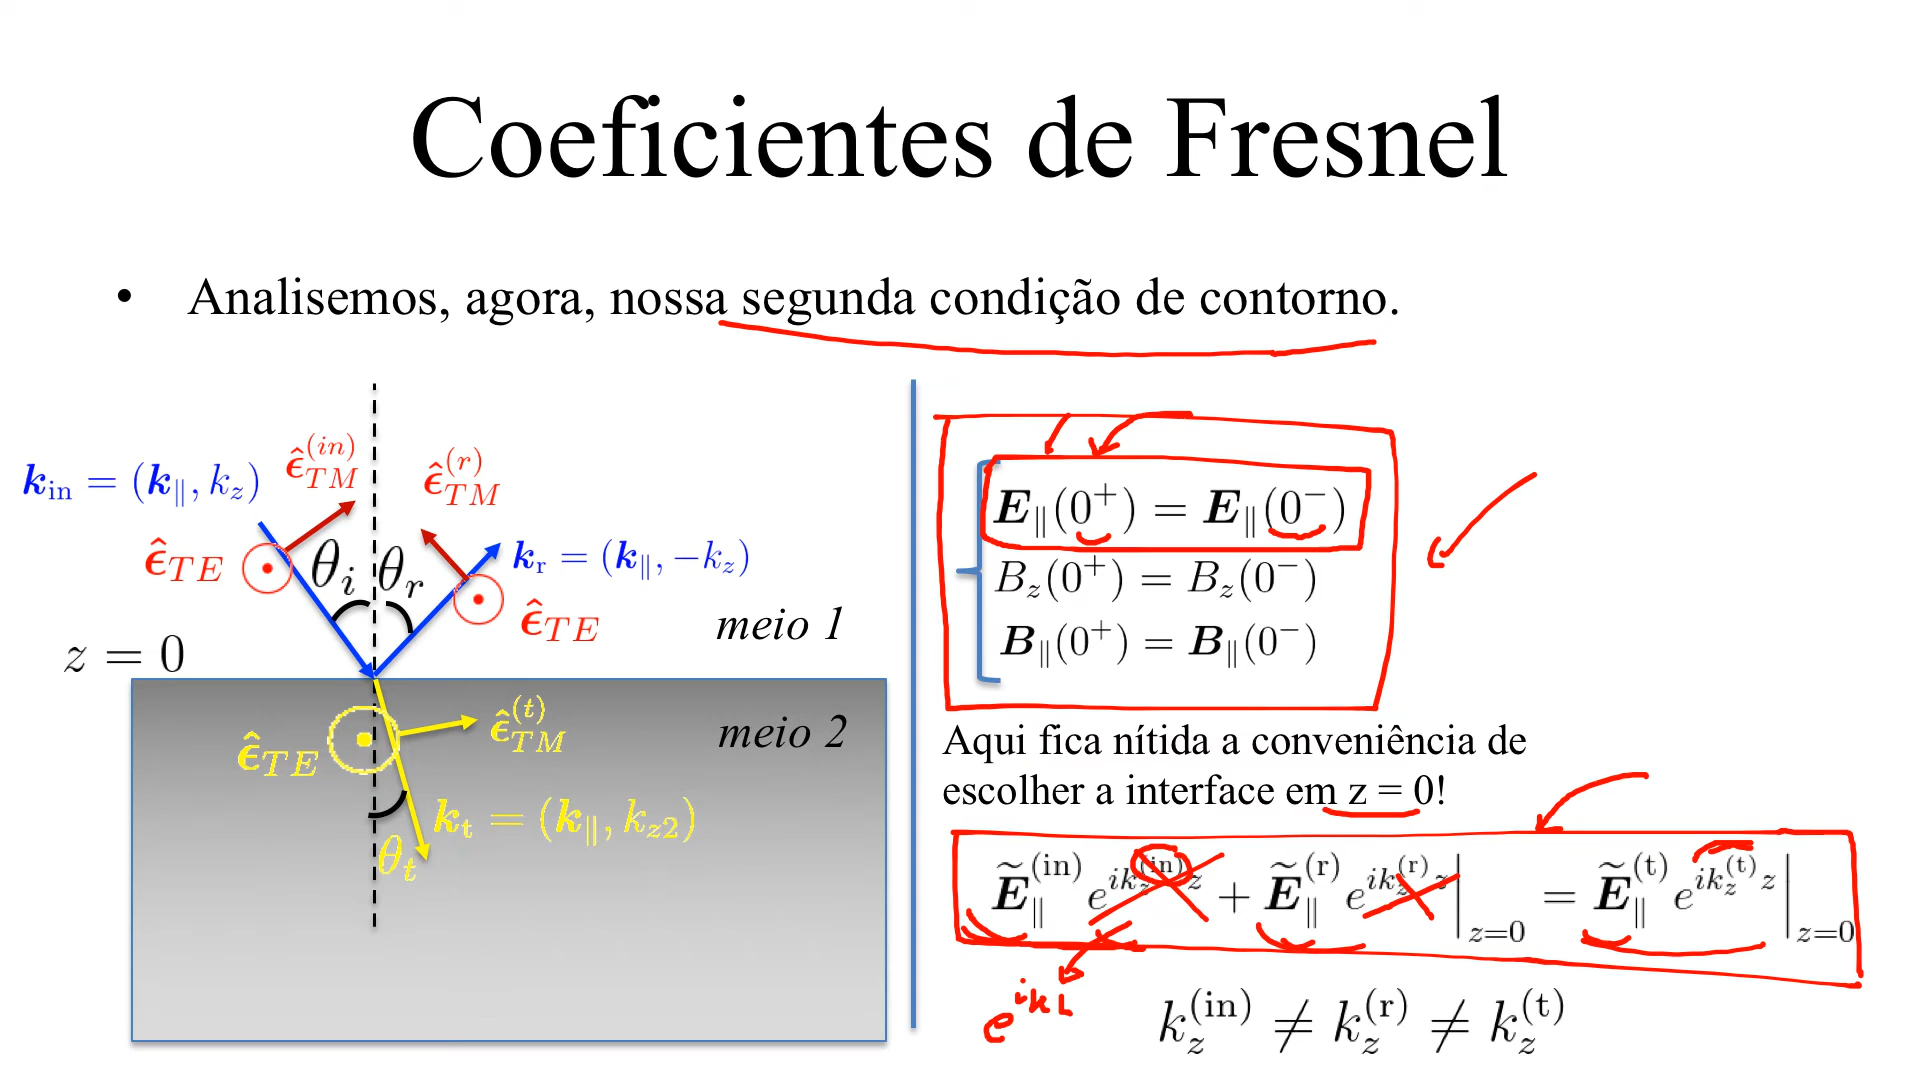 Coeficientes de Fresnel
• Analisemos, agora, nossa segunda condição de contorno.
𝒌_in = (𝒌_∥, k_z)
ε̂_TM^(in)
ε̂_TM^(r)
ε̂_TE
θ_i
θ_r
𝒌_r = (𝒌_∥, −k_z)
ε̂_TE
meio 1
z = 0
ε̂_TE
ε̂_TM^(t)
meio 2
𝒌_t = (𝒌_∥, k_z2)
θ_t
𝑬_∥(0⁺) = 𝑬_∥(0⁻)
B_z(0⁺) = B_z(0⁻)
𝑩_∥(0⁺) = 𝑩_∥(0⁻)
Aqui fica nítida a conveniência de
escolher a interface em z = 0!
Ẽ_∥^(in) e^{ik_z^(in) z} + Ẽ_∥^(r) e^{ik_z^(r) z} |_{z=0} = Ẽ_∥^(t) e^{ik_z^(t) z} |_{z=0}
e^{ikL}
k_z^(in) ≠ k_z^(r) ≠ k_z^(t)